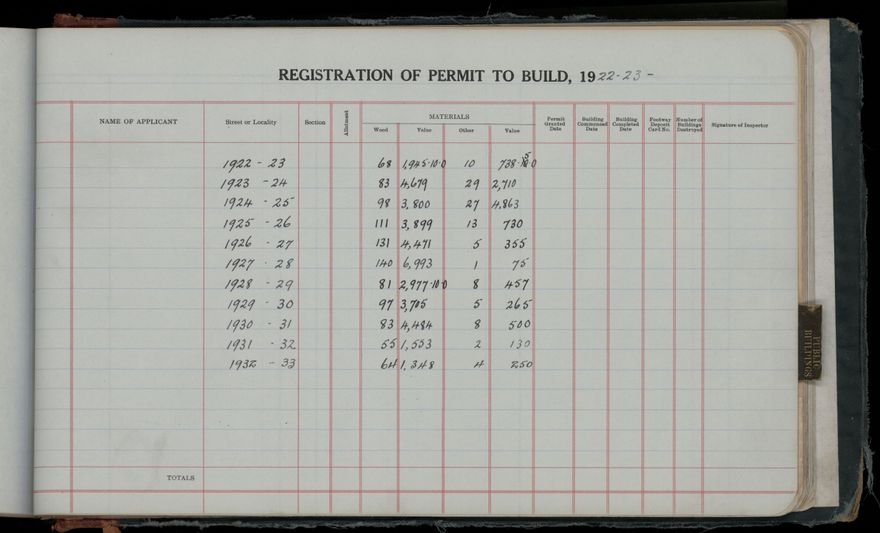 REGISTRATION OF PERMIT TO BUILD, 1922-23-
NAME OF APPLICANT Street or Locality Section Allotment MATERIALS Permit Granted Date Building Commenced Date Building Completed Date Footway Deposit Card No. Number of Buildings Destroyed Signature of Inspector
Wood Value Other Value
1922 - 23 68 1,945·10·0 10 738· ·0
1923 - 24 83 4,679 29 2,710
1924 - 25 98 3,800 27 4,863
1925 - 26 111 3,899 13 730
1926 - 27 131 4,471 5 355
1927 - 28 140 6,993 1 75
1928 - 29 81 2,977·10·0 8 457
1929 - 30 97 3,705 5 265
1930 - 31 83 4,484 8 500
1931 - 32 55 1,553 2 130
1932 - 33 64 1,348 4 250
TOTALS
PUBLIC
BUILDINGS